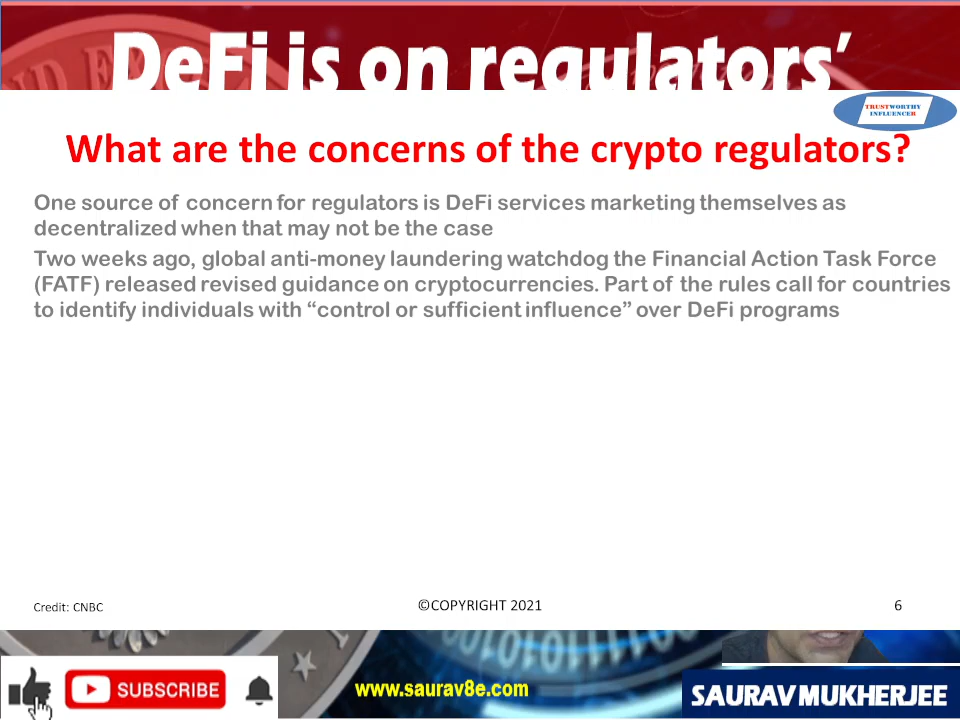 DeFi is on regulators’
TRUSTWORTHY
INFLUENCER
What are the concerns of the crypto regulators?
One source of concern for regulators is DeFi services marketing themselves as
decentralized when that may not be the case
Two weeks ago, global anti-money laundering watchdog the Financial Action Task Force
(FATF) released revised guidance on cryptocurrencies. Part of the rules call for countries
to identify individuals with “control or sufficient influence” over DeFi programs
Credit: CNBC
©COPYRIGHT 2021
6
SUBSCRIBE
www.saurav8e.com
SAURAV MUKHERJEE